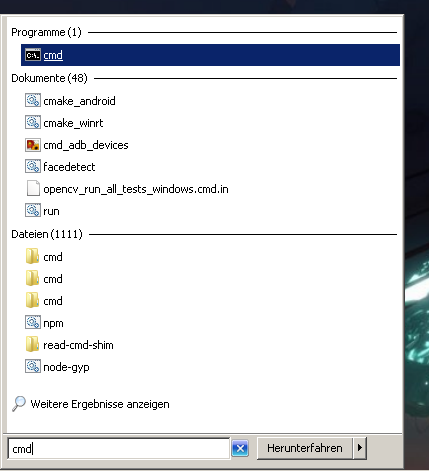 Programme (1)
cmd
Dokumente (48)
cmake_android
cmake_winrt
cmd_adb_devices
facedetect
opencv_run_all_tests_windows.cmd.in
run
Dateien (1111)
cmd
cmd
cmd
npm
read-cmd-shim
node-gyp
Weitere Ergebnisse anzeigen
cmd
Herunterfahren